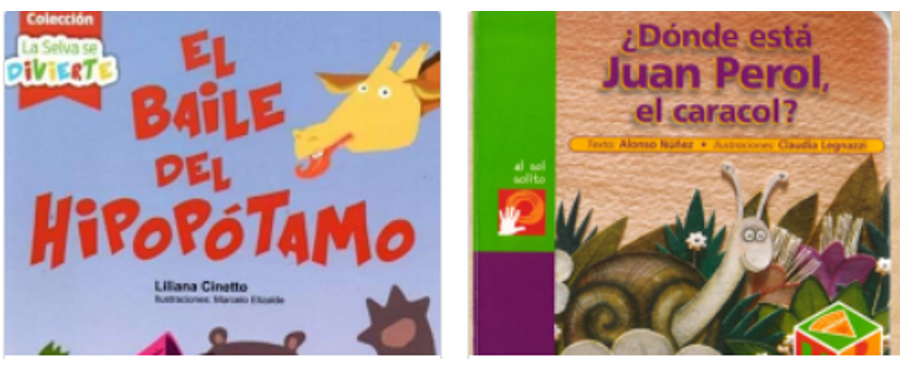 Colección
La Selva se
DIVIERTE
EL
BAILE
DEL
HIPOPÓTAMO
Liliana Cinetto
Ilustraciones: Marcelo Elizalde
¿Dónde está
Juan Perol,
el caracol?
Texto: Alonso Núñez • Ilustraciones: Claudia Legnazzi
al sol
solito